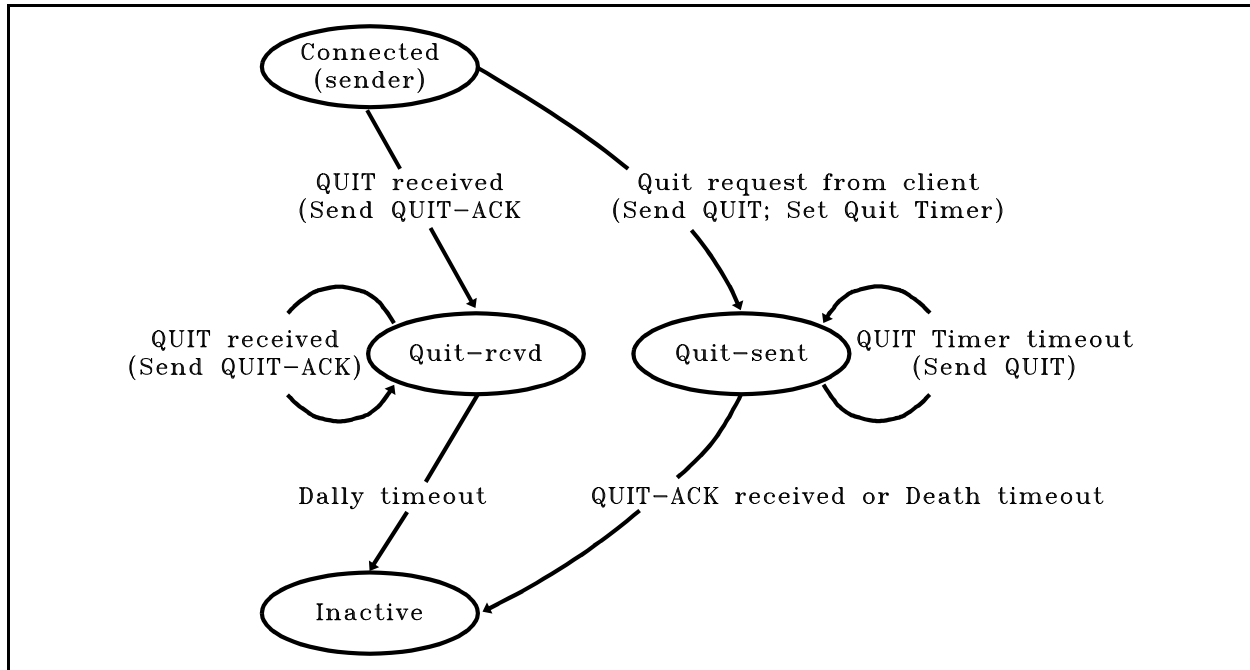 Connected
(sender)
QUIT received
(Send QUIT-ACK
Quit request from client
(Send QUIT; Set Quit Timer)
QUIT received
(Send QUIT-ACK)
Quit-rcvd
Quit-sent
QUIT Timer timeout
(Send QUIT)
Dally timeout
QUIT-ACK received or Death timeout
Inactive